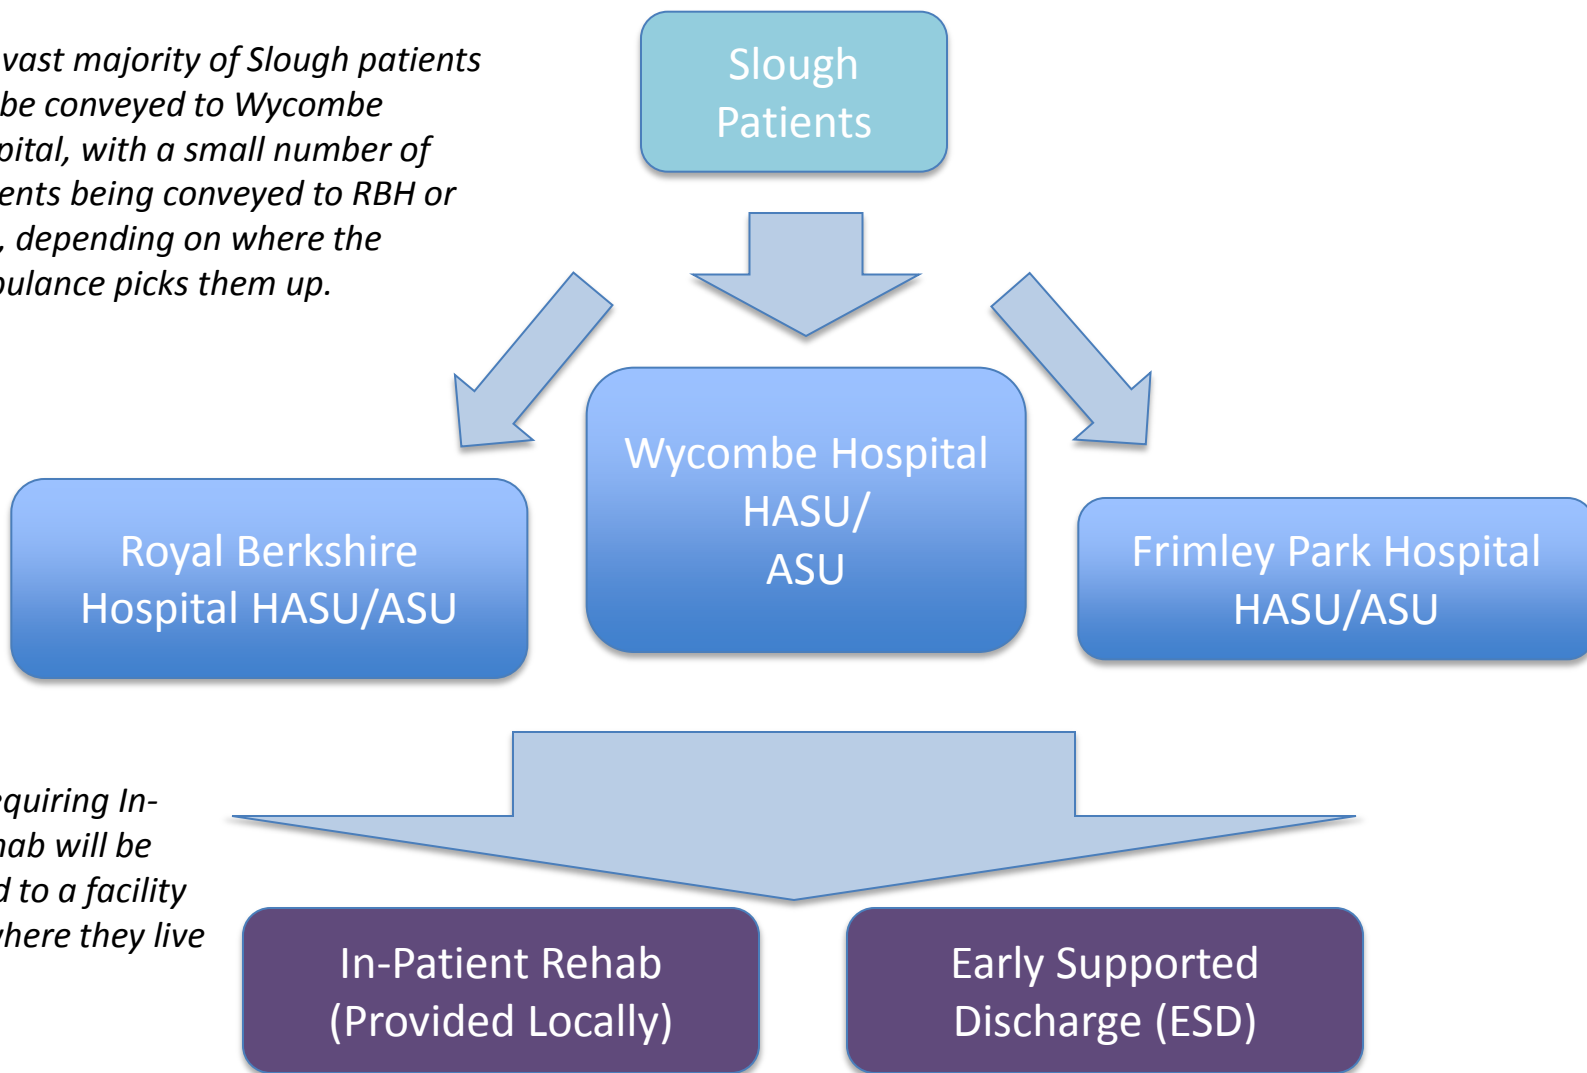 vast majority of Slough patients
be conveyed to Wycombe
pital, with a small number of
ents being conveyed to RBH or
, depending on where the
bulance picks them up.
Slough
Patients
Wycombe Hospital
HASU/
ASU
Royal Berkshire
Hospital HASU/ASU
Frimley Park Hospital
HASU/ASU
equiring In-
hab will be
d to a facility
where they live
In-Patient Rehab
(Provided Locally)
Early Supported
Discharge (ESD)